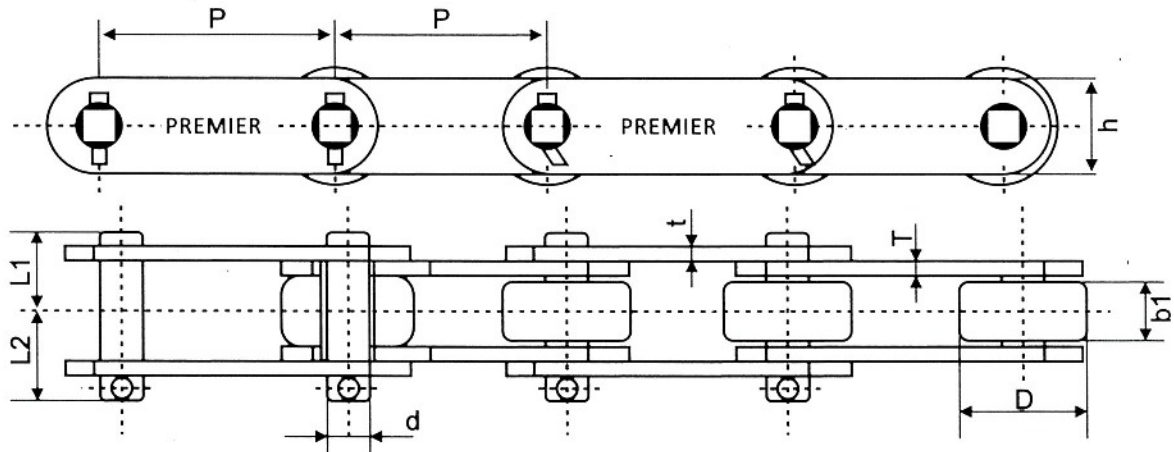 P P
PREMIER PREMIER
h
L1 t T
L2 b1
d D